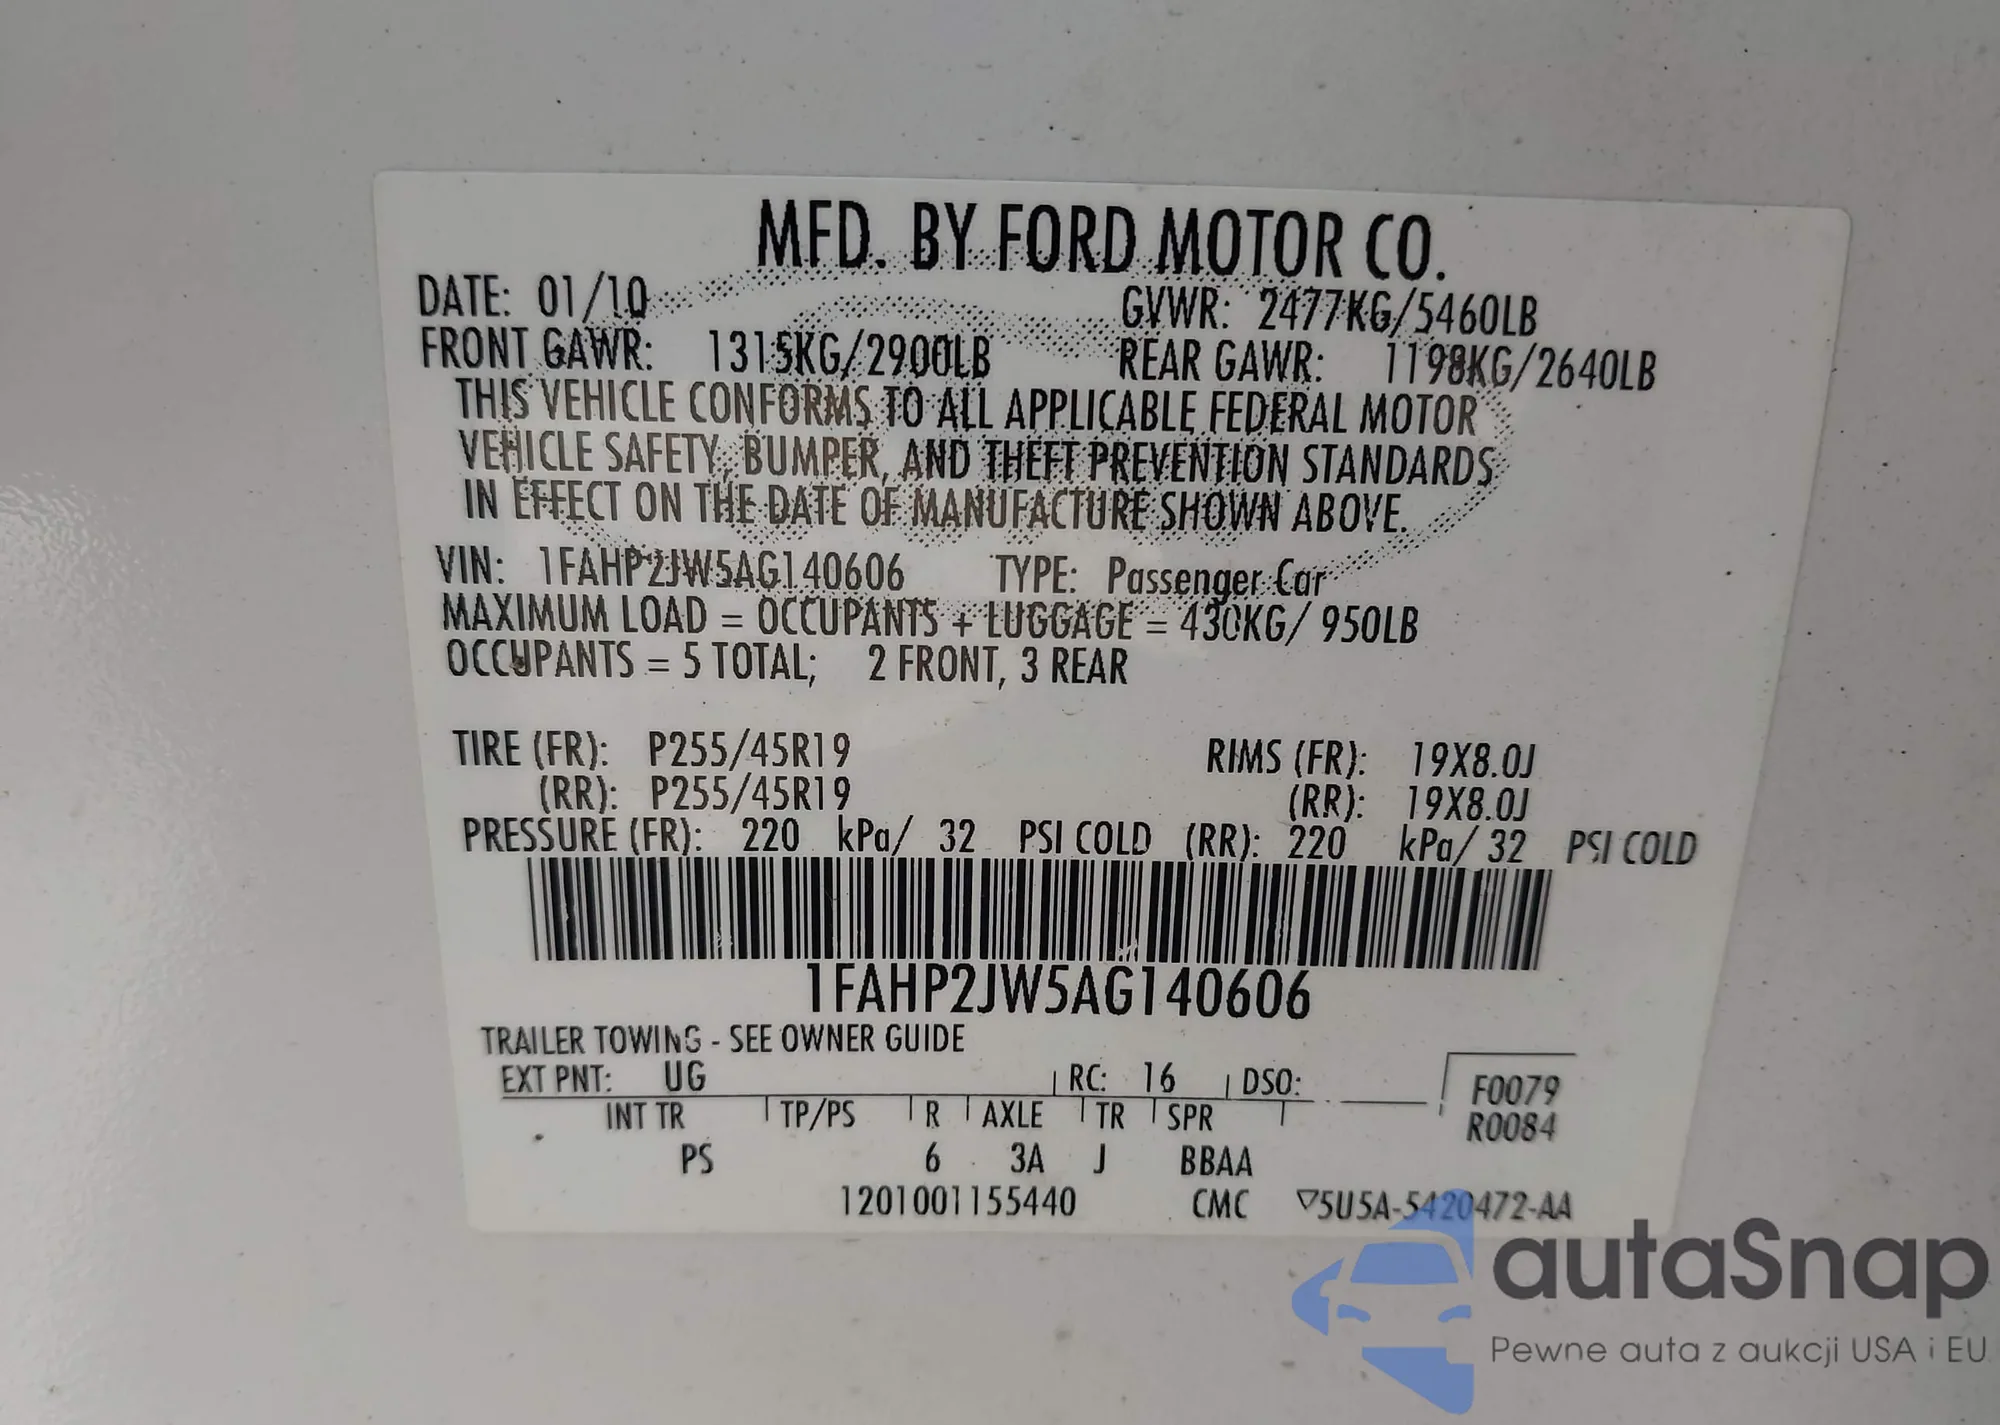 MFD. BY FORD MOTOR CO.
DATE: 01/10 GVWR: 2477KG/5460LB
FRONT GAWR: 1315KG/2900LB REAR GAWR: 1198KG/2640LB
THIS VEHICLE CONFORMS TO ALL APPLICABLE FEDERAL MOTOR
VEHICLE SAFETY, BUMPER, AND THEFT PREVENTION STANDARDS
IN EFFECT ON THE DATE OF MANUFACTURE SHOWN ABOVE.
VIN: 1FAHP2JW5AG140606 TYPE: Passenger Car
MAXIMUM LOAD = OCCUPANTS + LUGGAGE = 430KG/ 950LB
OCCUPANTS = 5 TOTAL; 2 FRONT, 3 REAR
TIRE (FR): P255/45R19 RIMS (FR): 19X8.0J
(RR): P255/45R19 (RR): 19X8.0J
PRESSURE (FR): 220 kPa/ 32 PSI COLD (RR): 220 kPa/ 32 PSI COLD
1FAHP2JW5AG140606
TRAILER TOWING - SEE OWNER GUIDE
EXT PNT: UG RC: 16 DSO: F0079
INT TR TP/PS R AXLE TR SPR R0084
PS 6 3A J BBAA
1201001155440 CMC ▽5U5A-5420472-AA
autaSnap
Pewne auta z aukcji USA i EU